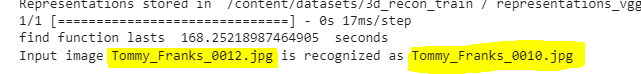 Representations stored in /content/datasets/3d_recon_train / representations_vgg
1/1 [==============================] - 0s 17ms/step
find function lasts 168.25218987464905 seconds
Input image Tommy_Franks_0012.jpg is recognized as Tommy_Franks_0010.jpg